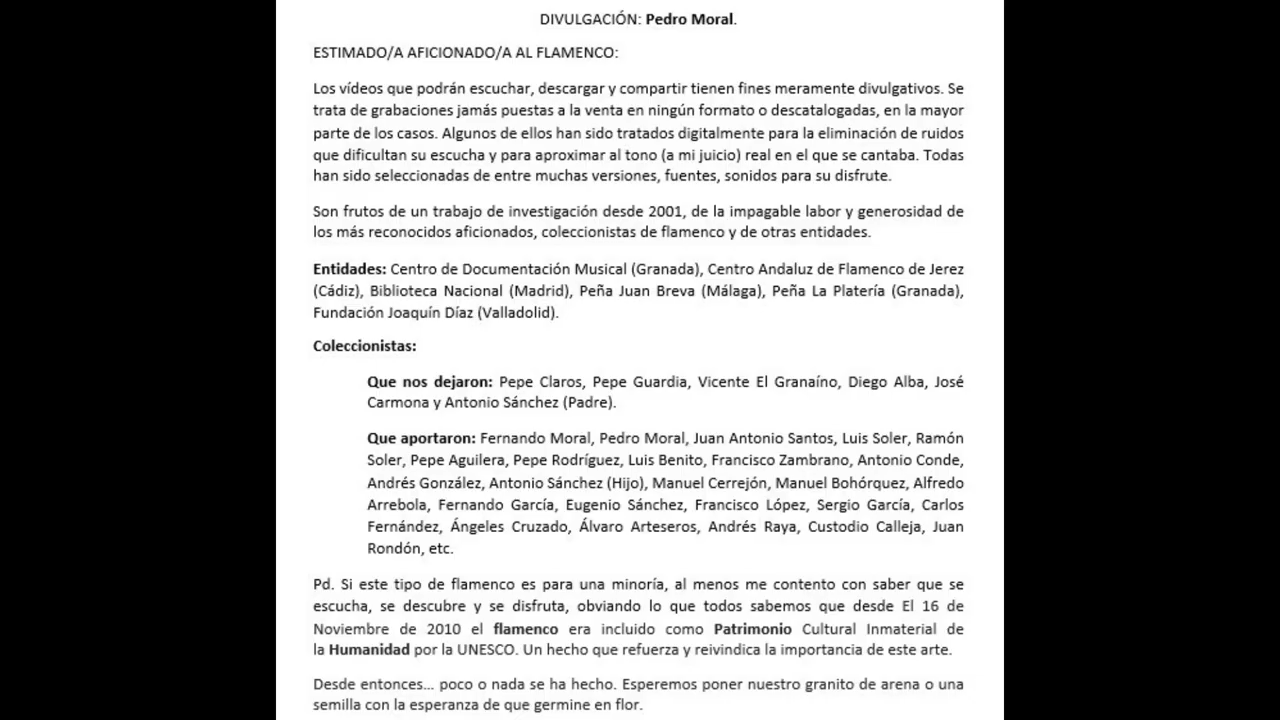 DIVULGACIÓN: Pedro Moral.
ESTIMADO/A AFICIONADO/A AL FLAMENCO:
Los vídeos que podrán escuchar, descargar y compartir tienen fines meramente divulgativos. Se
trata de grabaciones jamás puestas a la venta en ningún formato o descatalogadas, en la mayor
parte de los casos. Algunos de ellos han sido tratados digitalmente para la eliminación de ruidos
que dificultan su escucha y para aproximar al tono (a mi juicio) real en el que se cantaba. Todas
han sido seleccionadas de entre muchas versiones, fuentes, sonidos para su disfrute.
Son frutos de un trabajo de investigación desde 2001, de la impagable labor y generosidad de
los más reconocidos aficionados, coleccionistas de flamenco y de otras entidades.
Entidades: Centro de Documentación Musical (Granada), Centro Andaluz de Flamenco de Jerez
(Cádiz), Biblioteca Nacional (Madrid), Peña Juan Breva (Málaga), Peña La Platería (Granada),
Fundación Joaquín Díaz (Valladolid).
Coleccionistas:
Que nos dejaron: Pepe Claros, Pepe Guardia, Vicente El Granaíno, Diego Alba, José
Carmona y Antonio Sánchez (Padre).
Que aportaron: Fernando Moral, Pedro Moral, Juan Antonio Santos, Luis Soler, Ramón
Soler, Pepe Aguilera, Pepe Rodríguez, Luis Benito, Francisco Zambrano, Antonio Conde,
Andrés González, Antonio Sánchez (Hijo), Manuel Cerrejón, Manuel Bohórquez, Alfredo
Arrebola, Fernando García, Eugenio Sánchez, Francisco López, Sergio García, Carlos
Fernández, Ángeles Cruzado, Álvaro Arteseros, Andrés Raya, Custodio Calleja, Juan
Rondón, etc.
Pd. Si este tipo de flamenco es para una minoría, al menos me contento con saber que se
escucha, se descubre y se disfruta, obviando lo que todos sabemos que desde El 16 de
Noviembre de 2010 el flamenco era incluido como Patrimonio Cultural Inmaterial de
la Humanidad por la UNESCO. Un hecho que refuerza y reivindica la importancia de este arte.
Desde entonces... poco o nada se ha hecho. Esperemos poner nuestro granito de arena o una
semilla con la esperanza de que germine en flor.